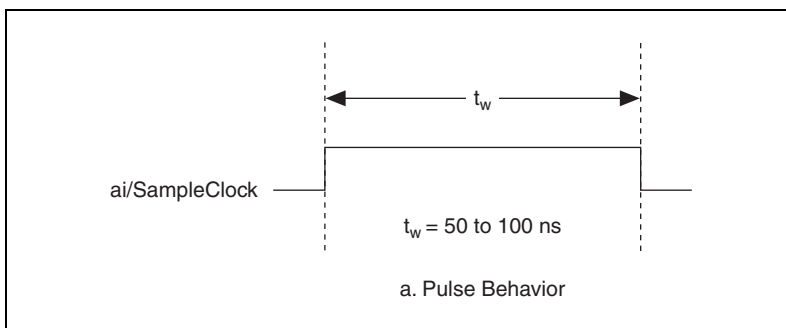 t_w
ai/SampleClock
t_w = 50 to 100 ns
a. Pulse Behavior